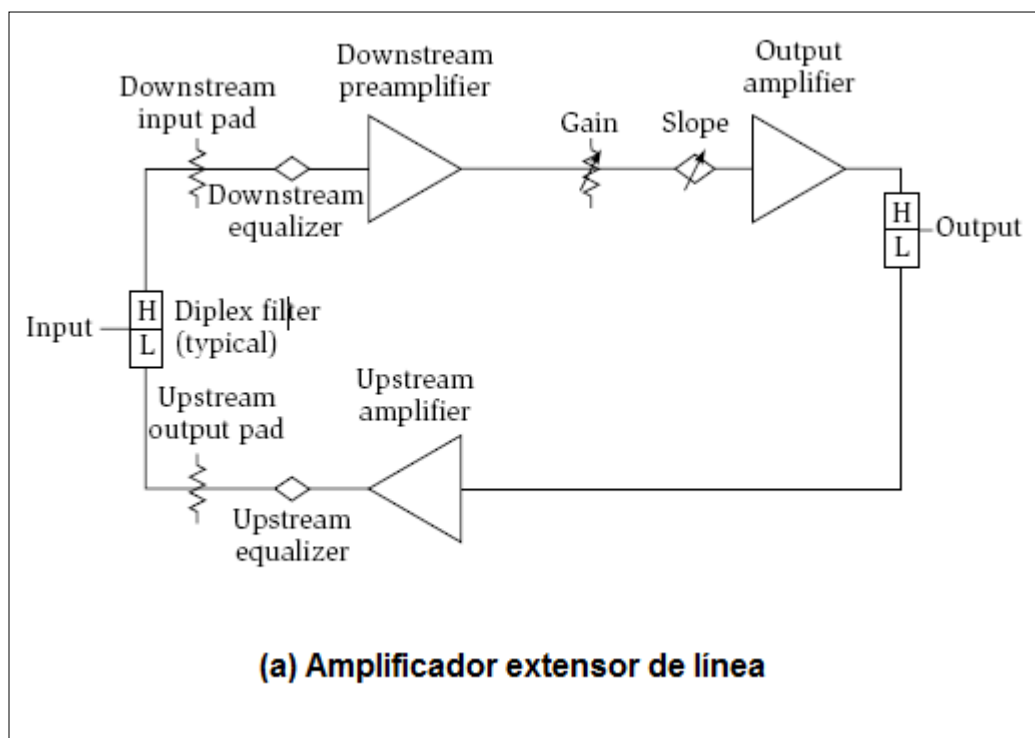 Downstream
preamplifier
Output
amplifier
Downstream
input pad
Gain
Slope
Downstream
equalizer
H
L
Output
Input
H
L
Diplex filter
(typical)
Upstream
output pad
Upstream
amplifier
Upstream
equalizer
(a) Amplificador extensor de línea